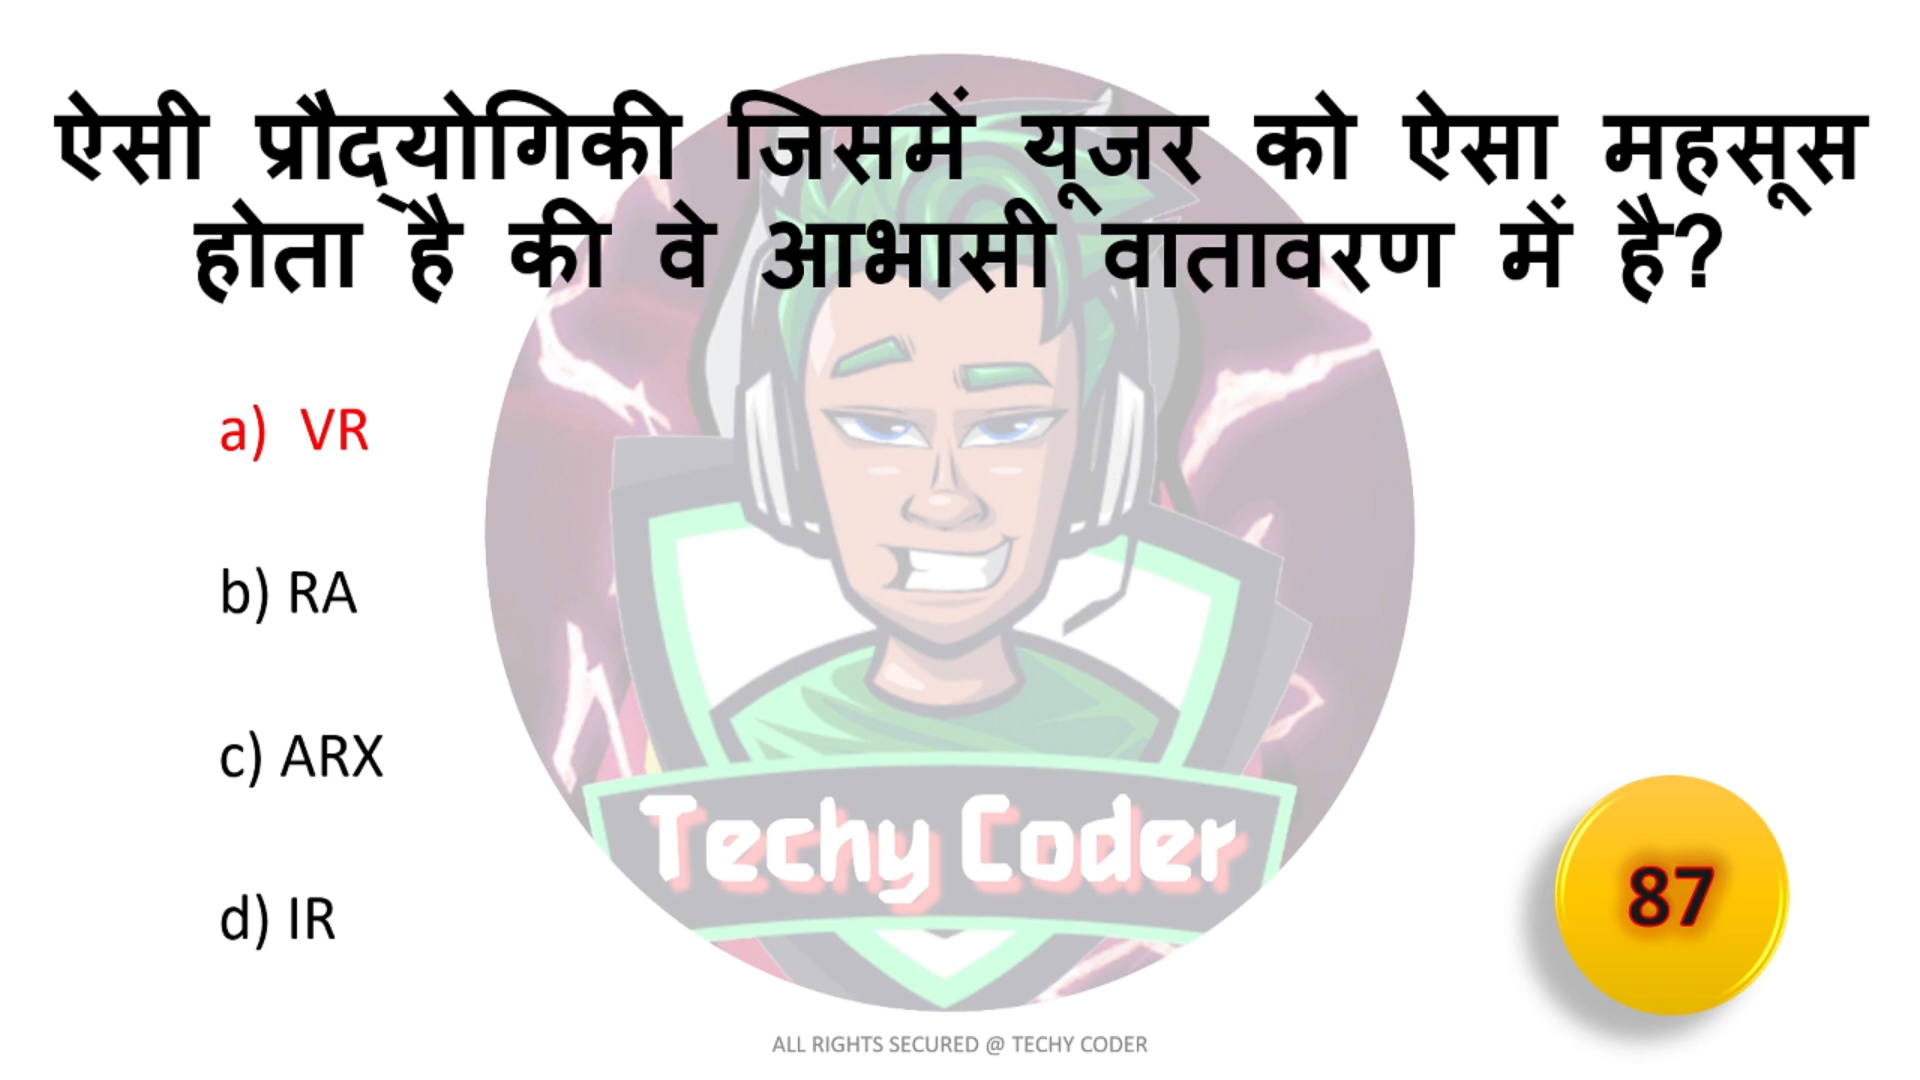 ऐसी प्रौद्योगिकी जिसमें यूजर को ऐसा महसूस
होता है की वे आभासी वातावरण में है?
a) VR
b) RA
c) ARX
d) IR
Techy Coder
87
ALL RIGHTS SECURED @ TECHY CODER